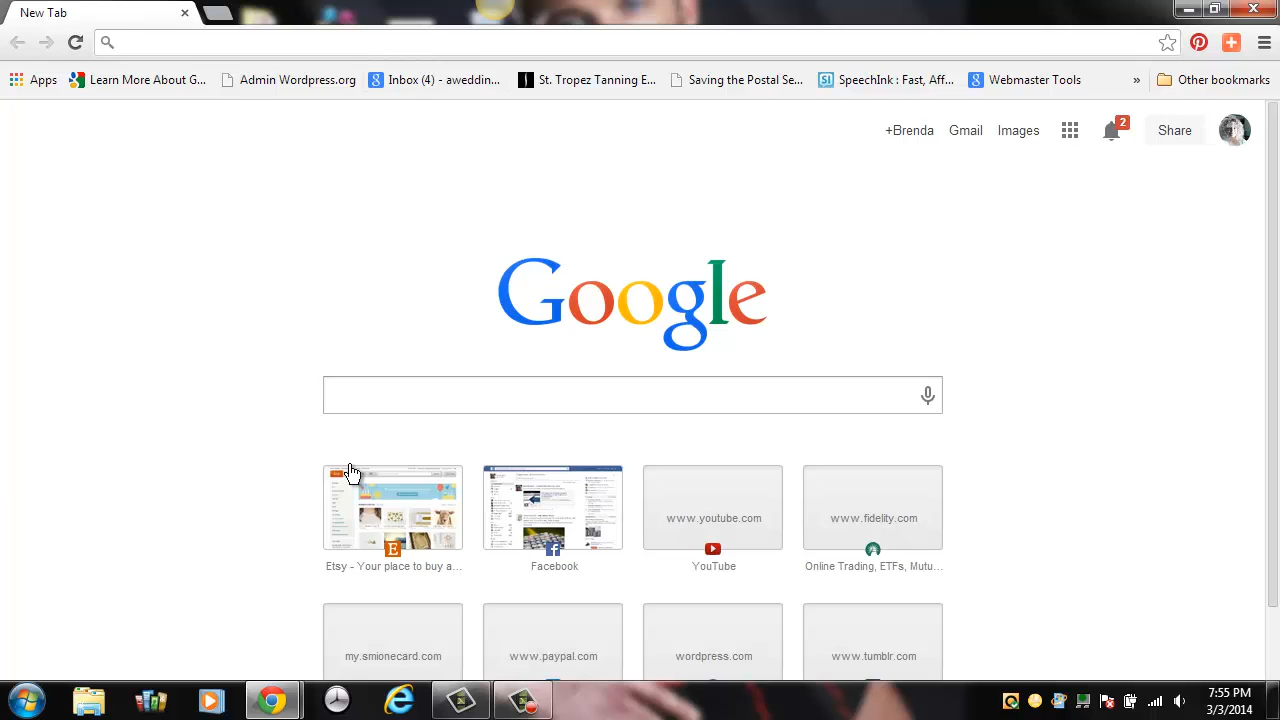 New Tab
Apps Learn More About G... Admin Wordpress.org Inbox (4) - aweddin... St. Tropez Tanning E... Saving the Postal Se... SI SpeechInk : Fast, Aff... Webmaster Tools » Other bookmarks
+Brenda Gmail Images 2 Share
Google
www.youtube.com www.fidelity.com
Etsy - Your place to buy a... Facebook YouTube Online Trading, ETFs, Mutu...
my.smionecard.com www.paypal.com wordpress.com www.tumblr.com
7:55 PM
3/3/2014